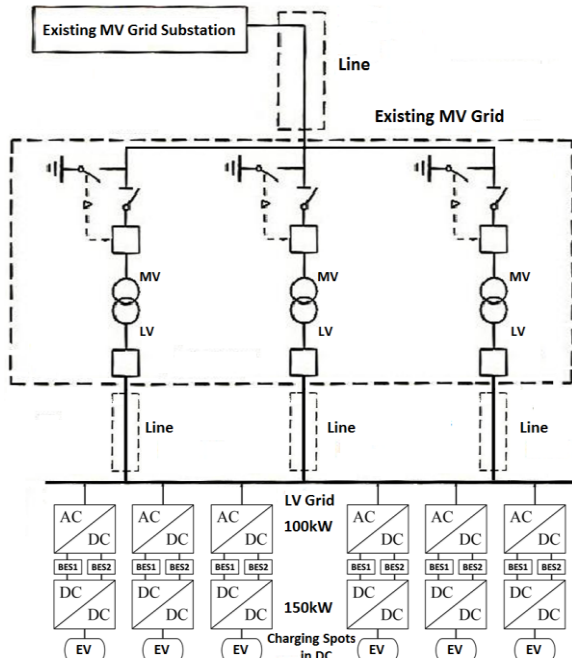 Existing MV Grid Substation
Line
Existing MV Grid
MV MV MV
LV LV LV
Line Line Line
LV Grid
AC AC AC 100kW AC AC AC
DC DC DC DC DC DC
BES1 BES2 BES1 BES2 BES1 BES2 BES1 BES2 BES1 BES2 BES1 BES2
DC DC DC DC DC DC
DC DC DC 150kW DC DC DC
Charging Spots
EV EV EV in DC EV EV EV